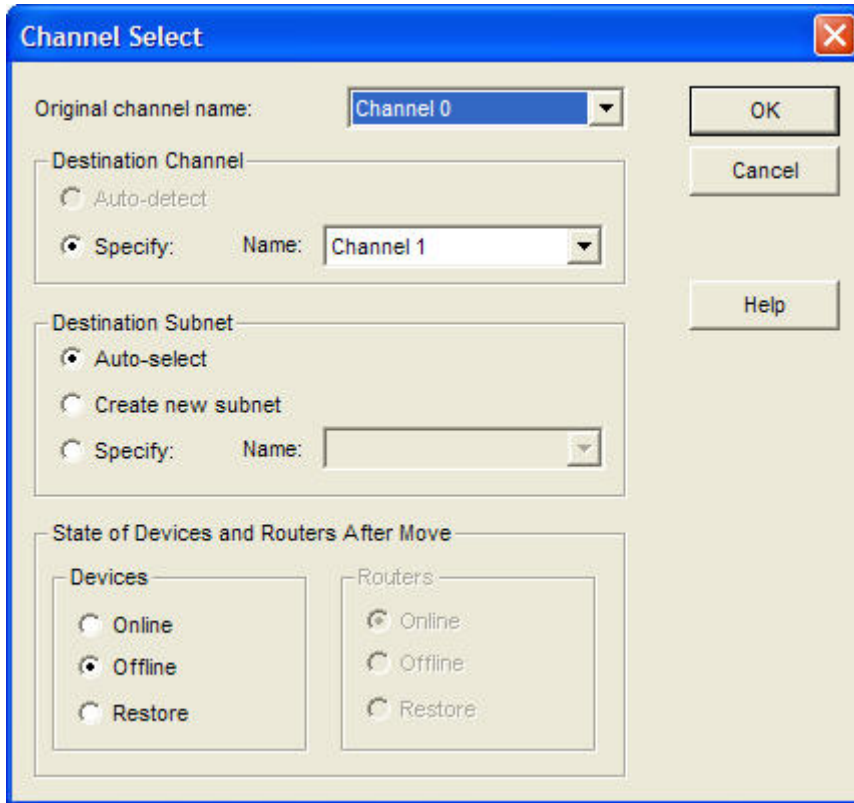 Channel Select
Original channel name: Channel 0
OK
Destination Channel
Cancel
Auto-detect
Specify: Name: Channel 1
Help
Destination Subnet
Auto-select
Create new subnet
Specify: Name:
State of Devices and Routers After Move
Devices
Online
Offline
Restore
Routers
Online
Offline
Restore